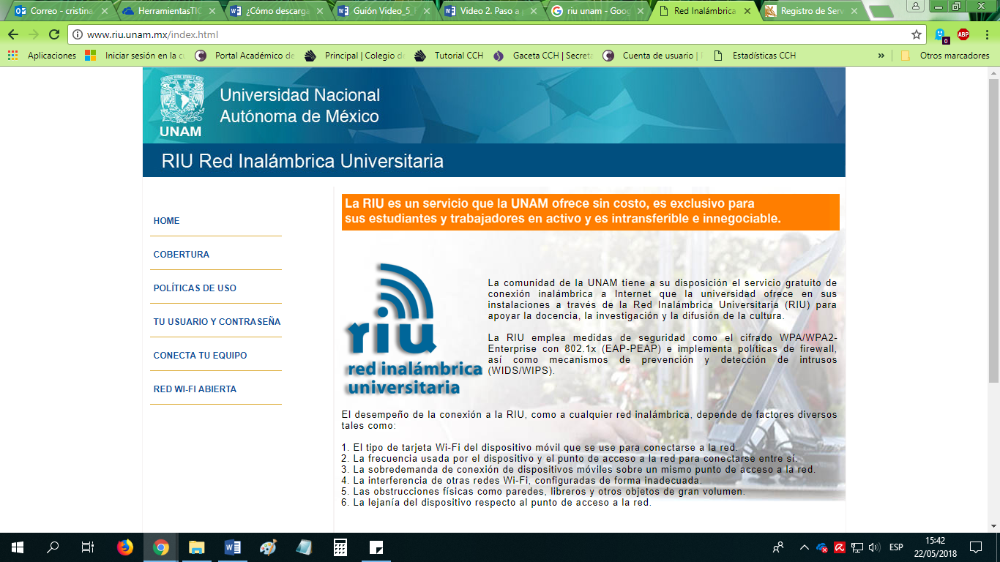 Correo - cristina.
HerramientasTIC
¿Cómo descarga
Guión Video_5_
Video 2. Paso a
riu unam - Goo
Red Inalámbrica
Registro de Serv
www.riu.unam.mx/index.html
0
ABP
Aplicaciones
Iniciar sesión en la cu
Portal Académico de
Principal | Colegio de
Tutorial CCH
Gaceta CCH | Secreta
Cuenta de usuario |
Estadísticas CCH
»
Otros marcadores
UNAM
Universidad Nacional
Autónoma de México
RIU Red Inalámbrica Universitaria
HOME
COBERTURA
POLÍTICAS DE USO
TU USUARIO Y CONTRASEÑA
CONECTA TU EQUIPO
RED WI-FI ABIERTA
La RIU es un servicio que la UNAM ofrece sin costo, es exclusivo para
sus estudiantes y trabajadores en activo y es intransferible e innegociable.
riu
red inalámbrica
universitaria
La comunidad de la UNAM tiene a su disposición el servicio gratuito de
conexión inalámbrica a Internet que la universidad ofrece en sus
instalaciones a través de la Red Inalámbrica Universitaria (RIU) para
apoyar la docencia, la investigación y la difusión de la cultura.
La RIU emplea medidas de seguridad como el cifrado WPA/WPA2-
Enterprise con 802.1x (EAP-PEAP) e implementa políticas de firewall,
así como mecanismos de prevención y detección de intrusos
(WIDS/WIPS).
El desempeño de la conexión a la RIU, como a cualquier red inalámbrica, depende de factores diversos
tales como:
1. El tipo de tarjeta Wi-Fi del dispositivo móvil que se use para conectarse a la red.
2. La frecuencia usada por el dispositivo y el punto de acceso a la red para conectarse entre sí.
3. La sobredemanda de conexión de dispositivos móviles sobre un mismo punto de acceso a la red.
4. La interferencia de otras redes Wi-Fi, configuradas de forma inadecuada.
5. Las obstrucciones físicas como paredes, libreros y otros objetos de gran volumen.
6. La lejanía del dispositivo respecto al punto de acceso a la red.
ESP
15:42
22/05/2018